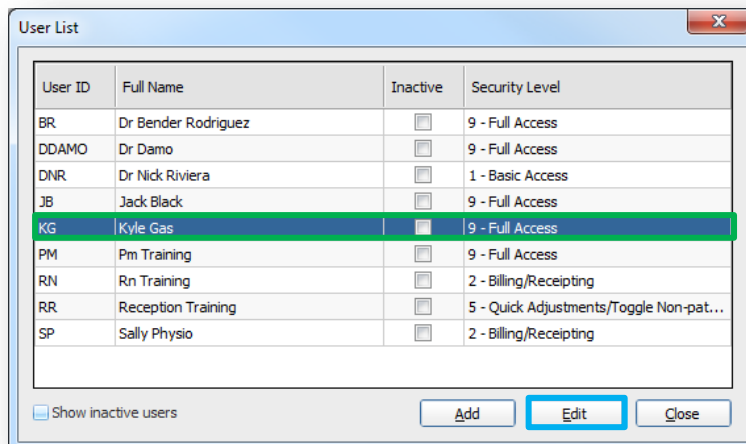 User List
X
User ID Full Name Inactive Security Level
BR Dr Bender Rodriguez 9 - Full Access
DDAMO Dr Damo 9 - Full Access
DNR Dr Nick Riviera 1 - Basic Access
JB Jack Black 9 - Full Access
KG Kyle Gas 9 - Full Access
PM Pm Training 9 - Full Access
RN Rn Training 2 - Billing/Receipting
RR Reception Training 5 - Quick Adjustments/Toggle Non-pat...
SP Sally Physio 2 - Billing/Receipting
Show inactive users Add Edit Close